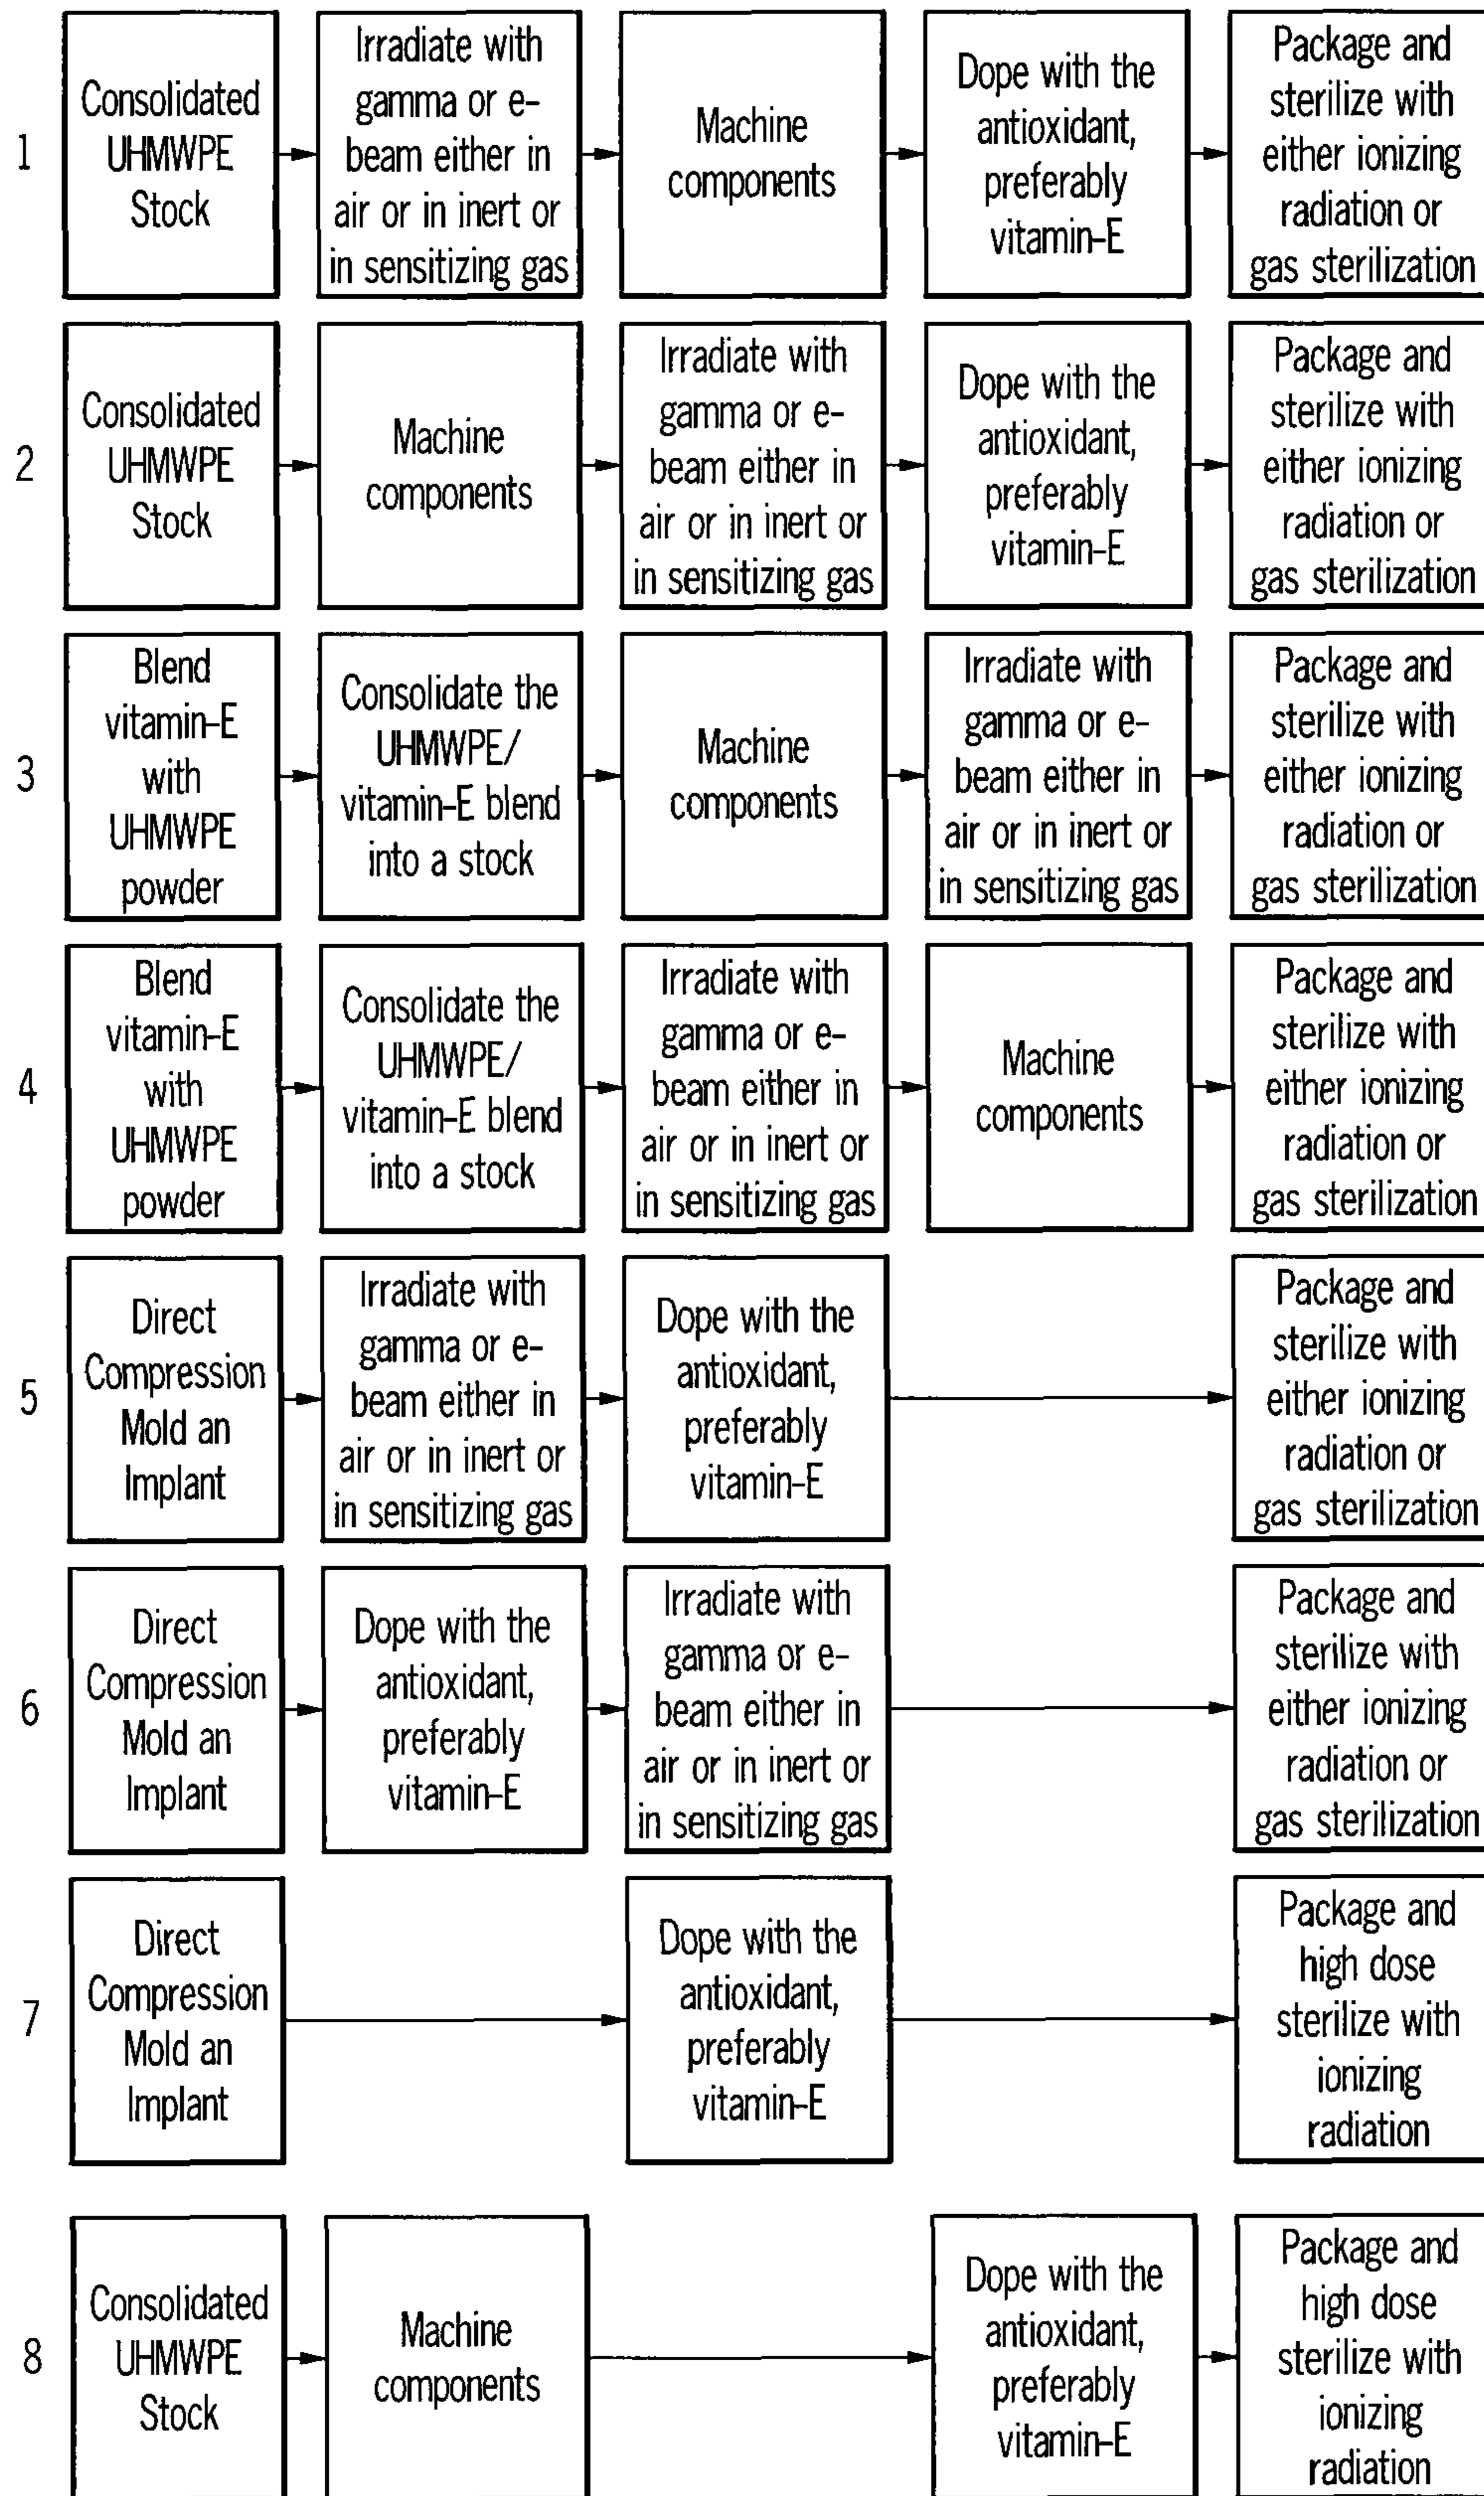 1
Consolidated
UHMWPE
Stock
Irradiate with
gamma or e-
beam either in
air or in inert or
in sensitizing gas
Machine
components
Dope with the
antioxidant,
preferably
vitamin-E
Package and
sterilize with
either ionizing
radiation or
gas sterilization
2
Consolidated
UHMWPE
Stock
Machine
components
Irradiate with
gamma or e-
beam either in
air or in inert or
in sensitizing gas
Dope with the
antioxidant,
preferably
vitamin-E
Package and
sterilize with
either ionizing
radiation or
gas sterilization
3
Blend
vitamin-E
with
UHMWPE
powder
Consolidate the
UHMWPE/
vitamin-E blend
into a stock
Machine
components
Irradiate with
gamma or e-
beam either in
air or in inert or
in sensitizing gas
Package and
sterilize with
either ionizing
radiation or
gas sterilization
4
Blend
vitamin-E
with
UHMWPE
powder
Consolidate the
UHMWPE/
vitamin-E blend
into a stock
Irradiate with
gamma or e-
beam either in
air or in inert or
in sensitizing gas
Machine
components
Package and
sterilize with
either ionizing
radiation or
gas sterilization
5
Direct
Compression
Mold an
Implant
Irradiate with
gamma or e-
beam either in
air or in inert or
in sensitizing gas
Dope with the
antioxidant,
preferably
vitamin-E
Package and
sterilize with
either ionizing
radiation or
gas sterilization
6
Direct
Compression
Mold an
Implant
Dope with the
antioxidant,
preferably
vitamin-E
Irradiate with
gamma or e-
beam either in
air or in inert or
in sensitizing gas
Package and
sterilize with
either ionizing
radiation or
gas sterilization
7
Direct
Compression
Mold an
Implant
Dope with the
antioxidant,
preferably
vitamin-E
Package and
high dose
sterilize with
ionizing
radiation
8
Consolidated
UHMWPE
Stock
Machine
components
Dope with the
antioxidant,
preferably
vitamin-E
Package and
high dose
sterilize with
ionizing
radiation